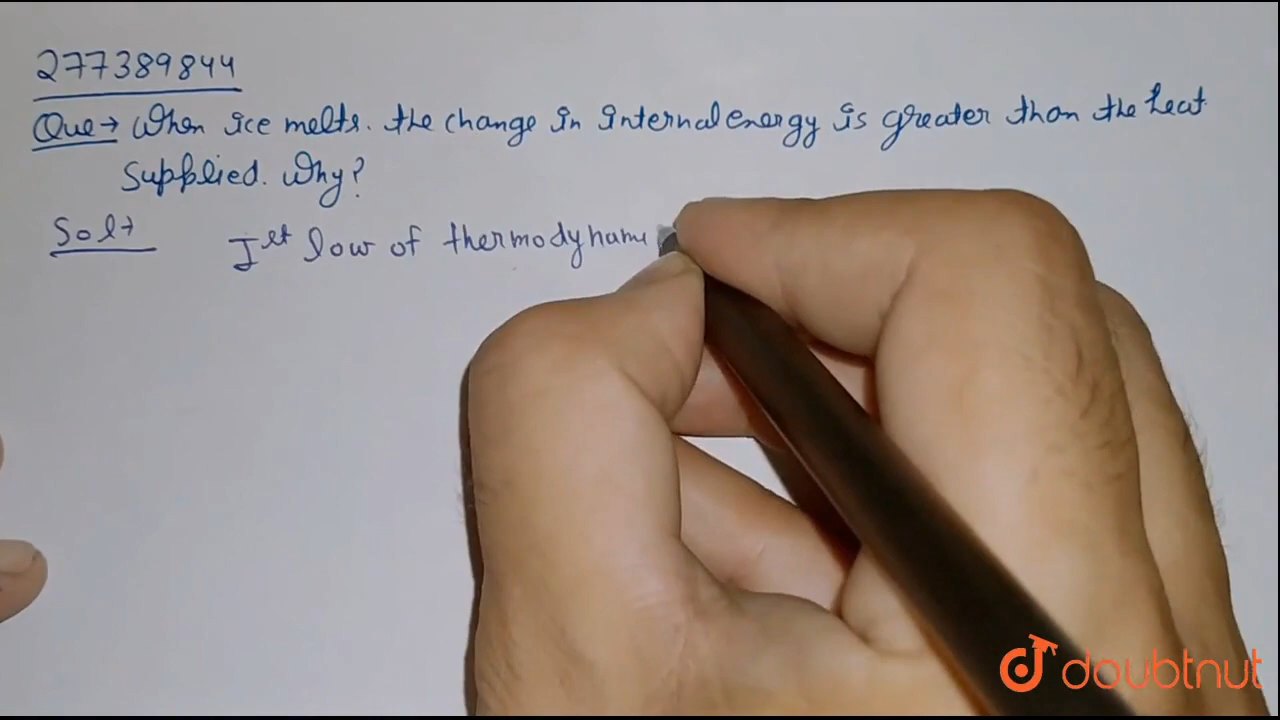 277389844
Que→ When ice melts. the change in internal energy is greater than the heat
supplied. Why?
Sol→ Ist low of thermodynami
doubtnut